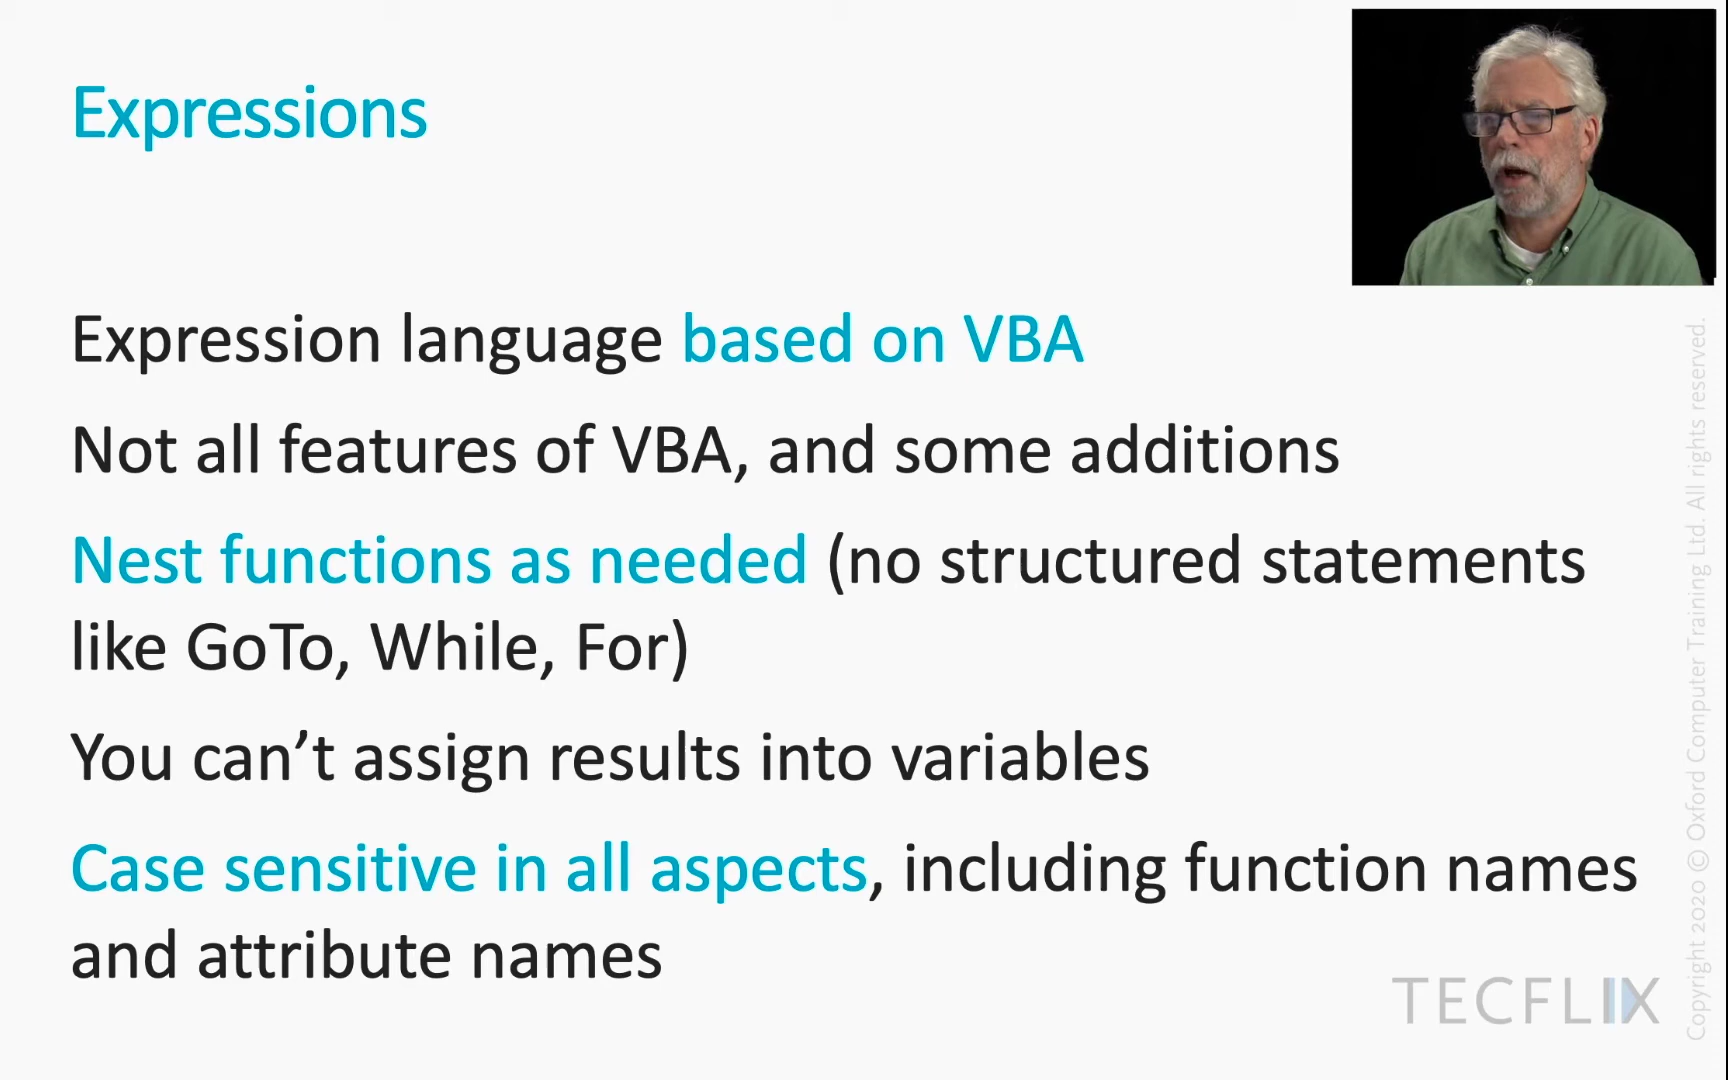 Expressions
Expression language based on VBA
Not all features of VBA, and some additions
Nest functions as needed (no structured statements
like GoTo, While, For)
You can’t assign results into variables
Case sensitive in all aspects, including function names
and attribute names
TECFLIX
Copyright 2020 © Oxford Computer Training Ltd. All rights reserved.